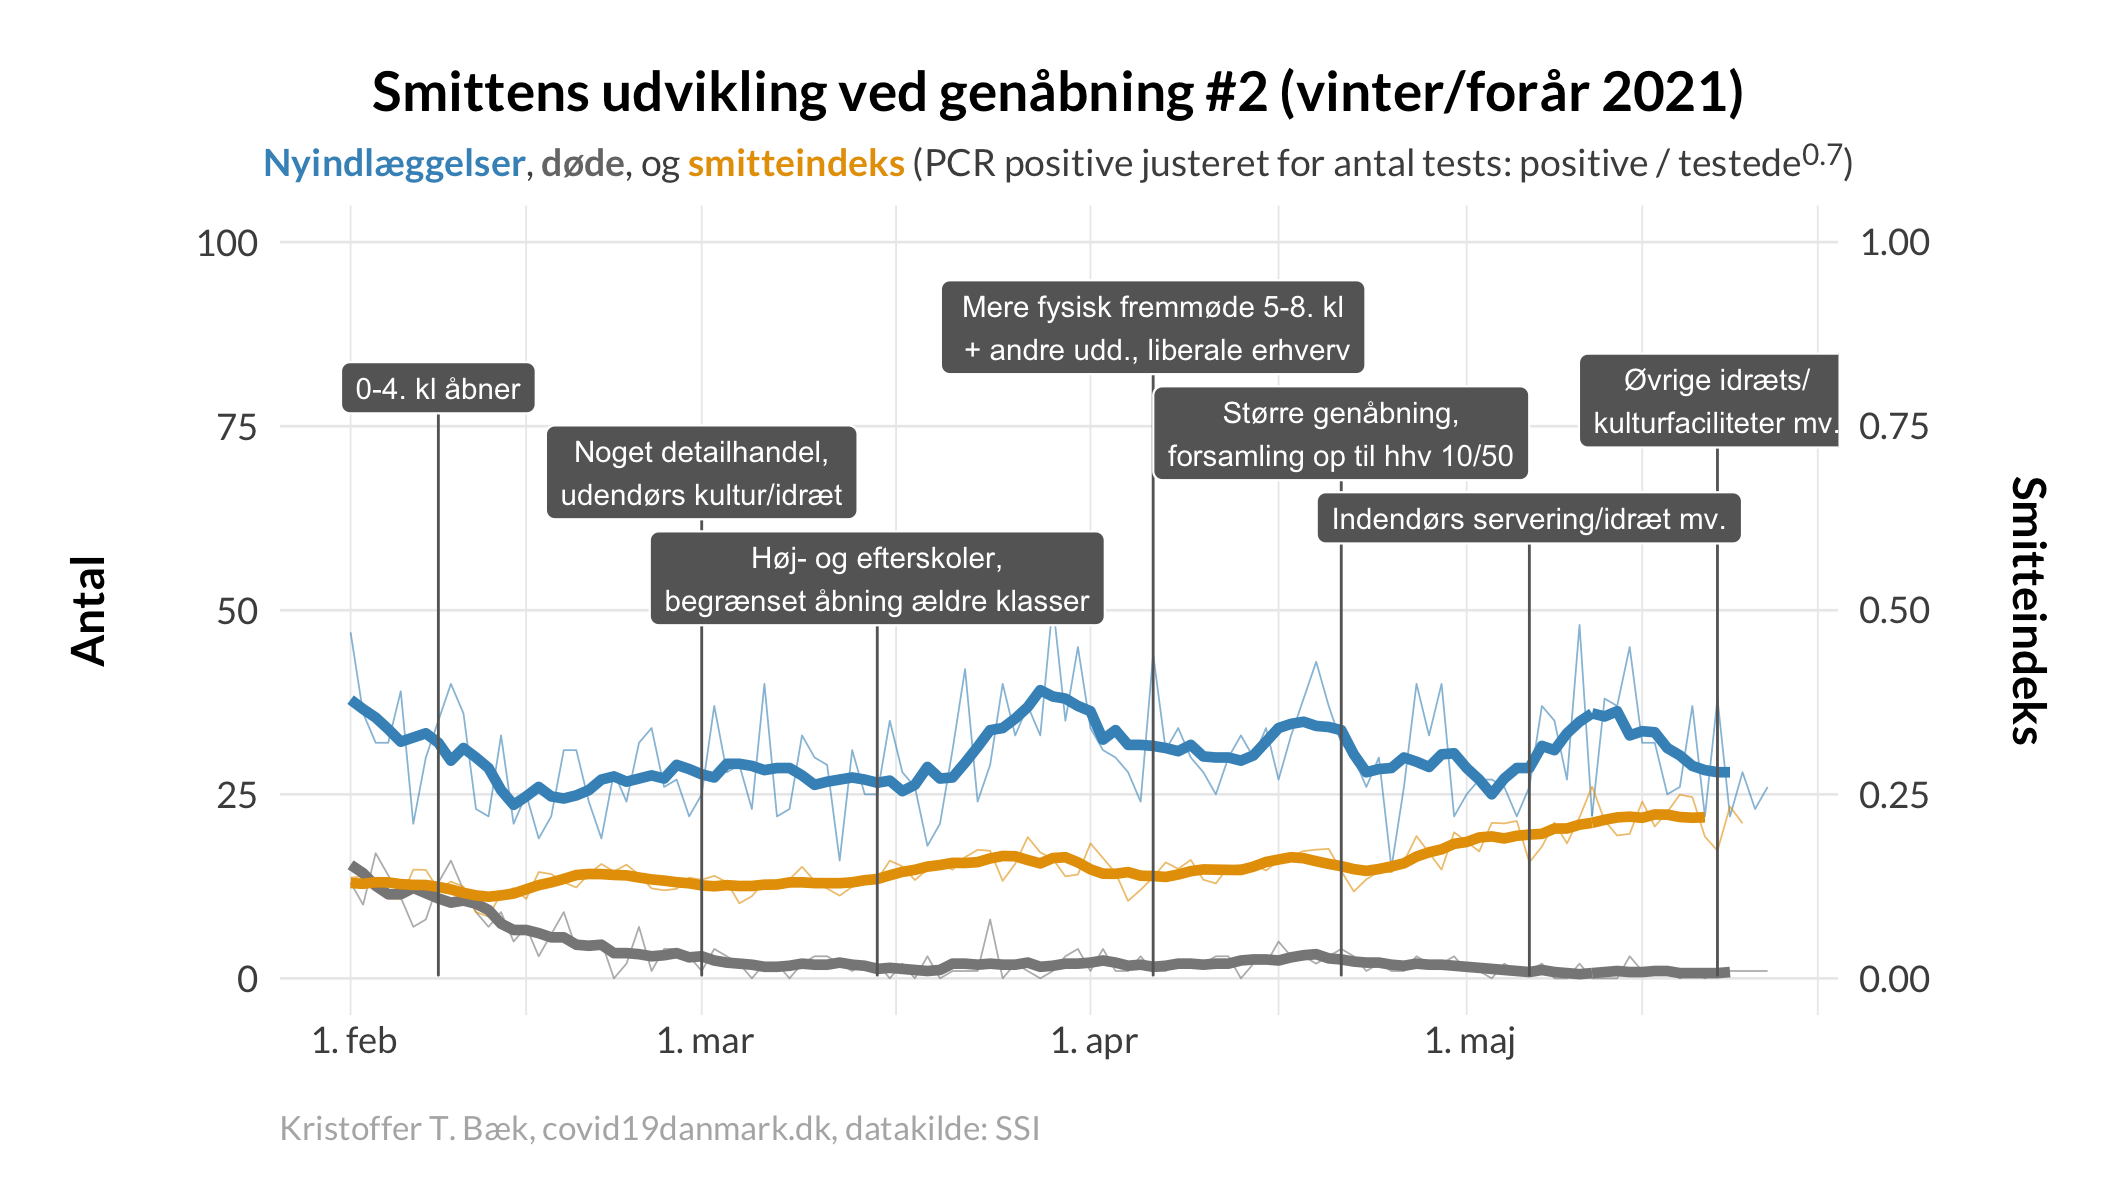 Smittens udvikling ved genåbning #2 (vinter/forår 2021)
Nyindlæggelser, døde, og smitteindeks (PCR positive justeret for antal tests: positive / testede^0.7)
100
75
50
25
0
Antal
1.00
0.75
0.50
0.25
0.00
Smitteindeks
0-4. kl åbner
Noget detailhandel,
udendørs kultur/idræt
Høj- og efterskoler,
begrænset åbning ældre klasser
Mere fysisk fremmøde 5-8. kl
+ andre udd., liberale erhverv
Større genåbning,
forsamling op til hhv 10/50
Indendørs servering/idræt mv.
Øvrige idræts/
kulturfaciliteter mv.
1. feb
1. mar
1. apr
1. maj
Kristoffer T. Bæk, covid19danmark.dk, datakilde: SSI